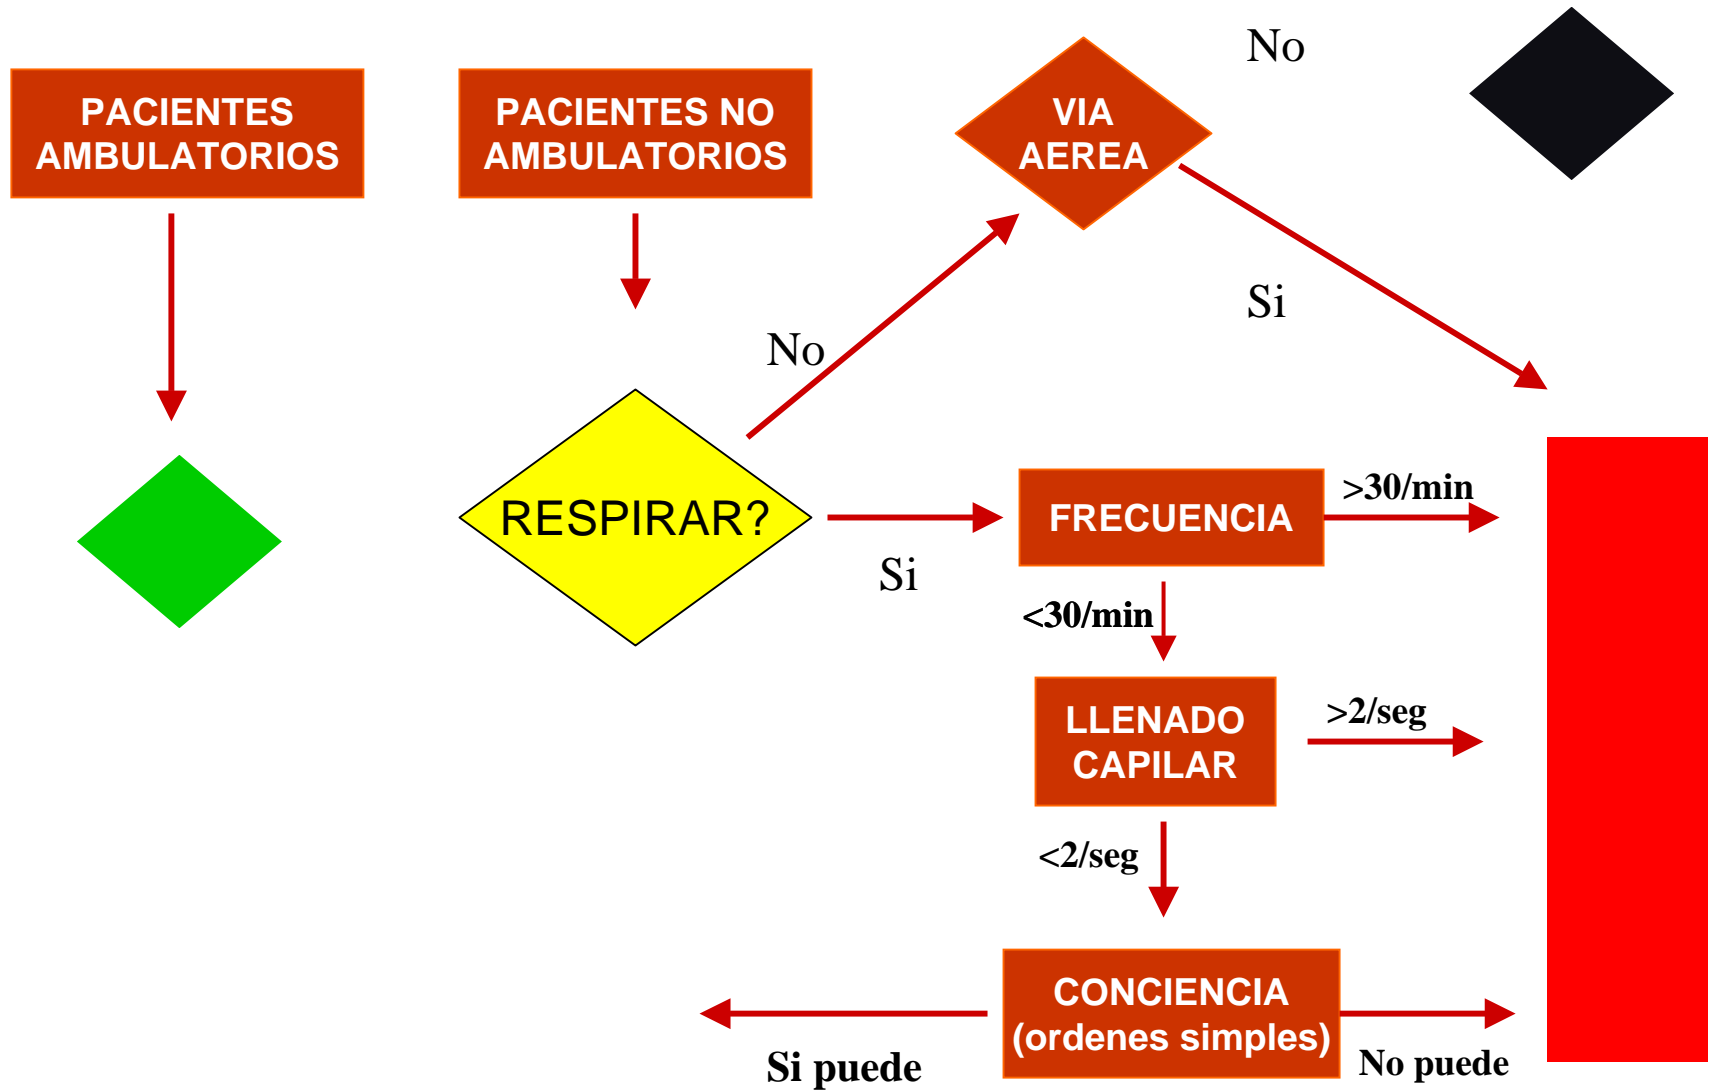 PACIENTES
AMBULATORIOS
PACIENTES NO
AMBULATORIOS
VIA
AEREA
No
Si
No
RESPIRAR?
Si
FRECUENCIA
>30/min
<30/min
LLENADO
CAPILAR
>2/seg
<2/seg
CONCIENCIA
(ordenes simples)
Si puede
No puede